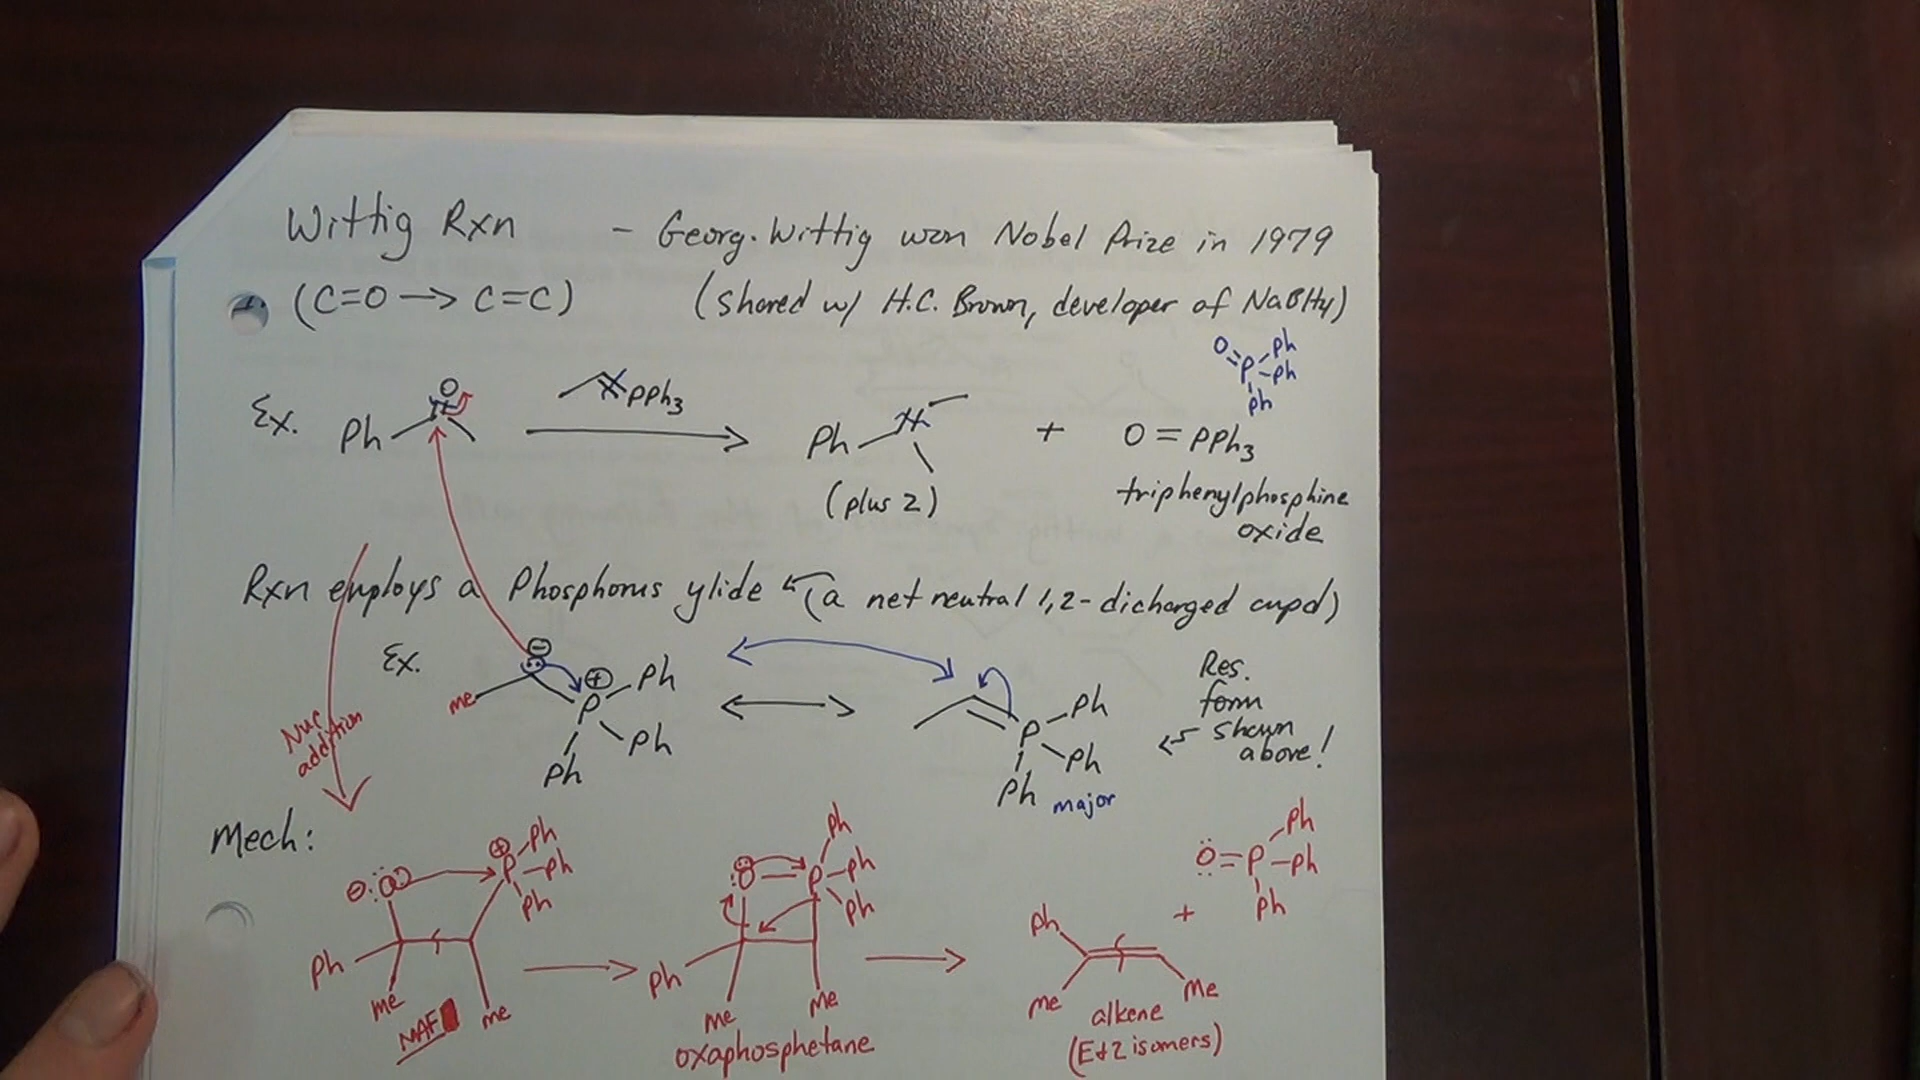 Wittig Rxn - Georg. Wittig won Nobel Prize in 1979
(C=O → C=C) (Shared w/ H.C. Brown, developer of NaBH4)
O=P-Ph
Ph
Ph
Ex. Ph O PPh3 Ph + O=PPh3
(plus Z) triphenylphosphine
oxide
Rxn employs a Phosphorus ylide (a net neutral 1,2-dicharged cmpd)
Ex. Me ⊖ : ⊕ P Ph Ph Ph ↔ P Ph Ph Ph
major
Res.
form
shown
above!
Nuc
addition
Mech:
⊖ :O: ⊕ P Ph Ph Ph
Ph Me Me
NAF
:O: P Ph Ph Ph
Ph Me Me
oxaphosphetane
Ph Me Me + O=P Ph Ph Ph
alkene
(E+Z isomers)